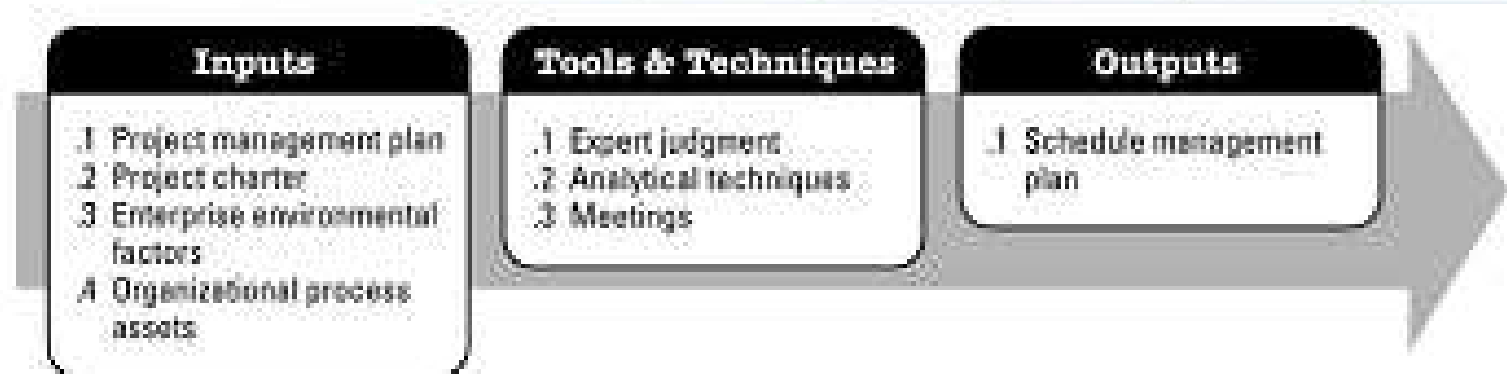 Inputs
.1 Project management plan
.2 Project charter
.3 Enterprise environmental
factors
.4 Organizational process
assets
Tools & Techniques
.1 Expert judgment
.2 Analytical techniques
.3 Meetings
Outputs
.1 Schedule management
plan